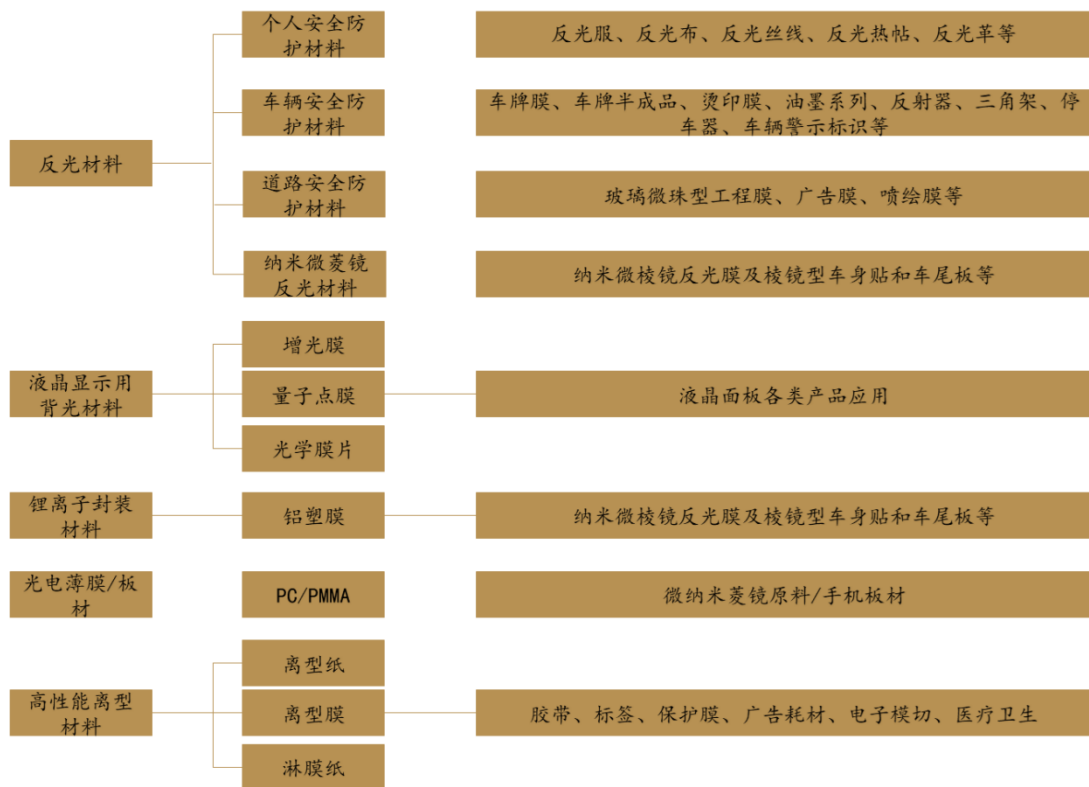 个人安全防
护材料
反光服、反光布、反光丝线、反光热帖、反光革等
车辆安全防
护材料
车牌膜、车牌半成品、烫印膜、油墨系列、反射器、三角架、停
车器、车辆警示标识等
反光材料
道路安全防
护材料
玻璃微珠型工程膜、广告膜、喷绘膜等
纳米微菱镜
反光材料
纳米微棱镜反光膜及棱镜型车身贴和车尾板等
增光膜
液晶显示用
背光材料
量子点膜
液晶面板各类产品应用
光学膜片
锂离子封装
材料
铝塑膜
纳米微棱镜反光膜及棱镜型车身贴和车尾板等
光电薄膜/板
材
PC/PMMA
微纳米菱镜原料/手机板材
离型纸
高性能离型
材料
离型膜
胶带、标签、保护膜、广告耗材、电子模切、医疗卫生
淋膜纸